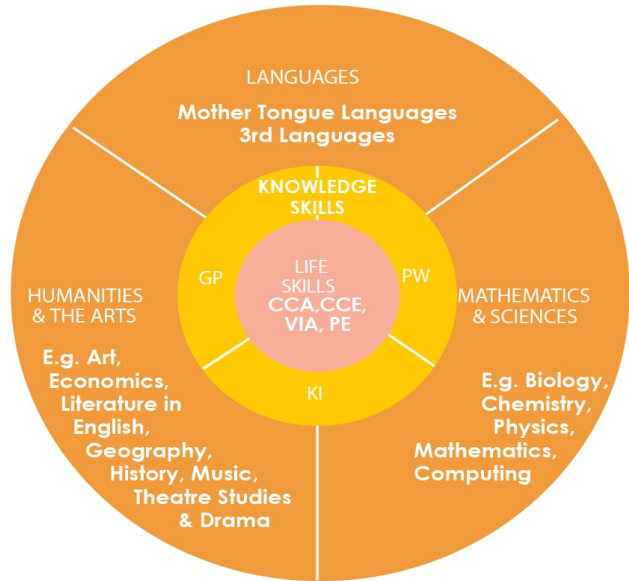 LANGUAGES
Mother Tongue Languages
3rd Languages
KNOWLEDGE
SKILLS
GP
PW
LIFE
SKILLS
CCA,CCE,
VIA, PE
KI
HUMANITIES
& THE ARTS
E.g. Art,
Economics,
Literature in
English,
Geography,
History, Music,
Theatre Studies
& Drama
MATHEMATICS
& SCIENCES
E.g. Biology,
Chemistry,
Physics,
Mathematics,
Computing